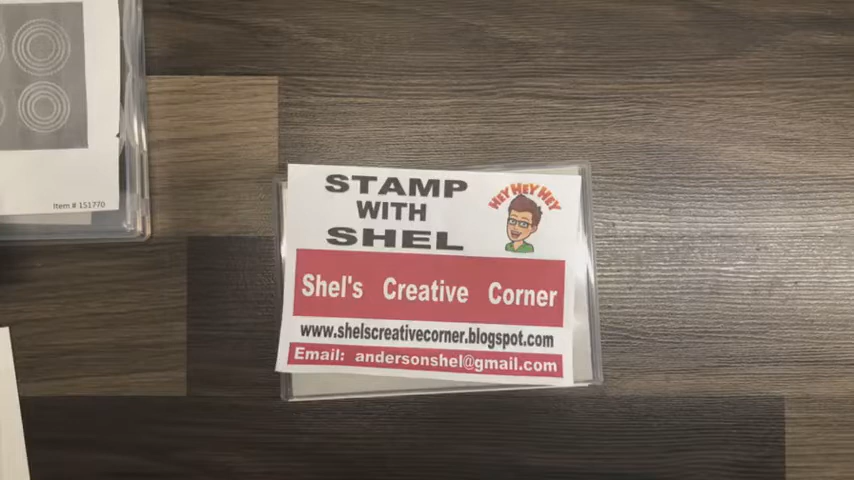 Item # 151770
STAMP
WITH
SHEL
HEY HEY HEY
Shel's Creative Corner
www.shelscreativecorner.blogspot.com
Email: andersonshel@gmail.com